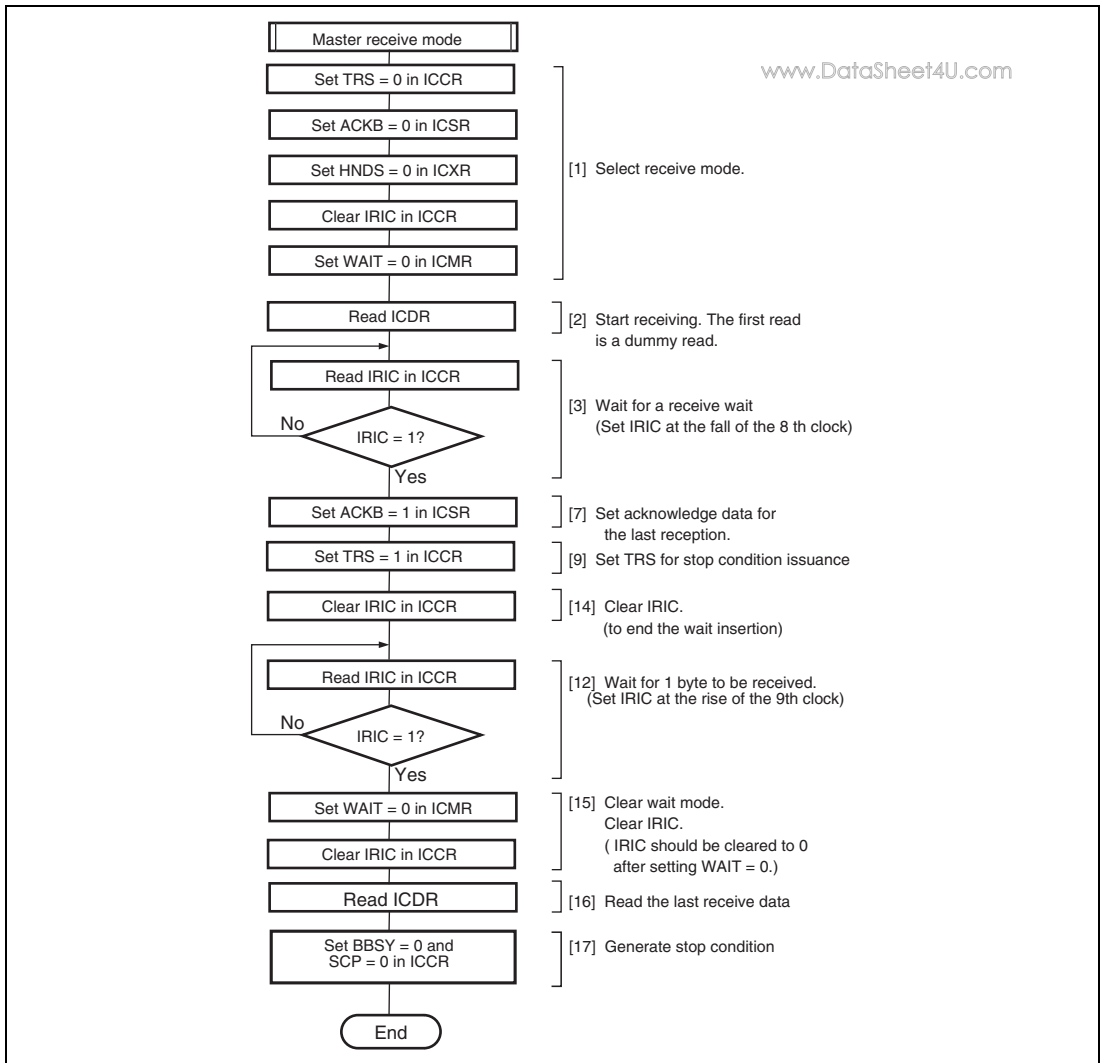 Master receive mode
www.DataSheet4U.com
Set TRS = 0 in ICCR
Set ACKB = 0 in ICSR
Set HNDS = 0 in ICXR
[1] Select receive mode.
Clear IRIC in ICCR
Set WAIT = 0 in ICMR
Read ICDR
[2] Start receiving. The first read
is a dummy read.
Read IRIC in ICCR
[3] Wait for a receive wait
(Set IRIC at the fall of the 8 th clock)
No
IRIC = 1?
Yes
Set ACKB = 1 in ICSR
[7] Set acknowledge data for
the last reception.
Set TRS = 1 in ICCR
[9] Set TRS for stop condition issuance
Clear IRIC in ICCR
[14] Clear IRIC.
(to end the wait insertion)
Read IRIC in ICCR
[12] Wait for 1 byte to be received.
(Set IRIC at the rise of the 9th clock)
No
IRIC = 1?
Yes
Set WAIT = 0 in ICMR
[15] Clear wait mode.
Clear IRIC.
( IRIC should be cleared to 0
after setting WAIT = 0.)
Clear IRIC in ICCR
Read ICDR
[16] Read the last receive data
Set BBSY = 0 and
SCP = 0 in ICCR
[17] Generate stop condition
End